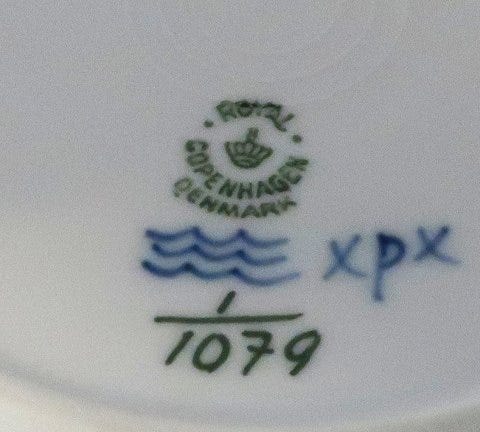 ROYAL
COPENHAGEN
DENMARK
xpx
1
1079